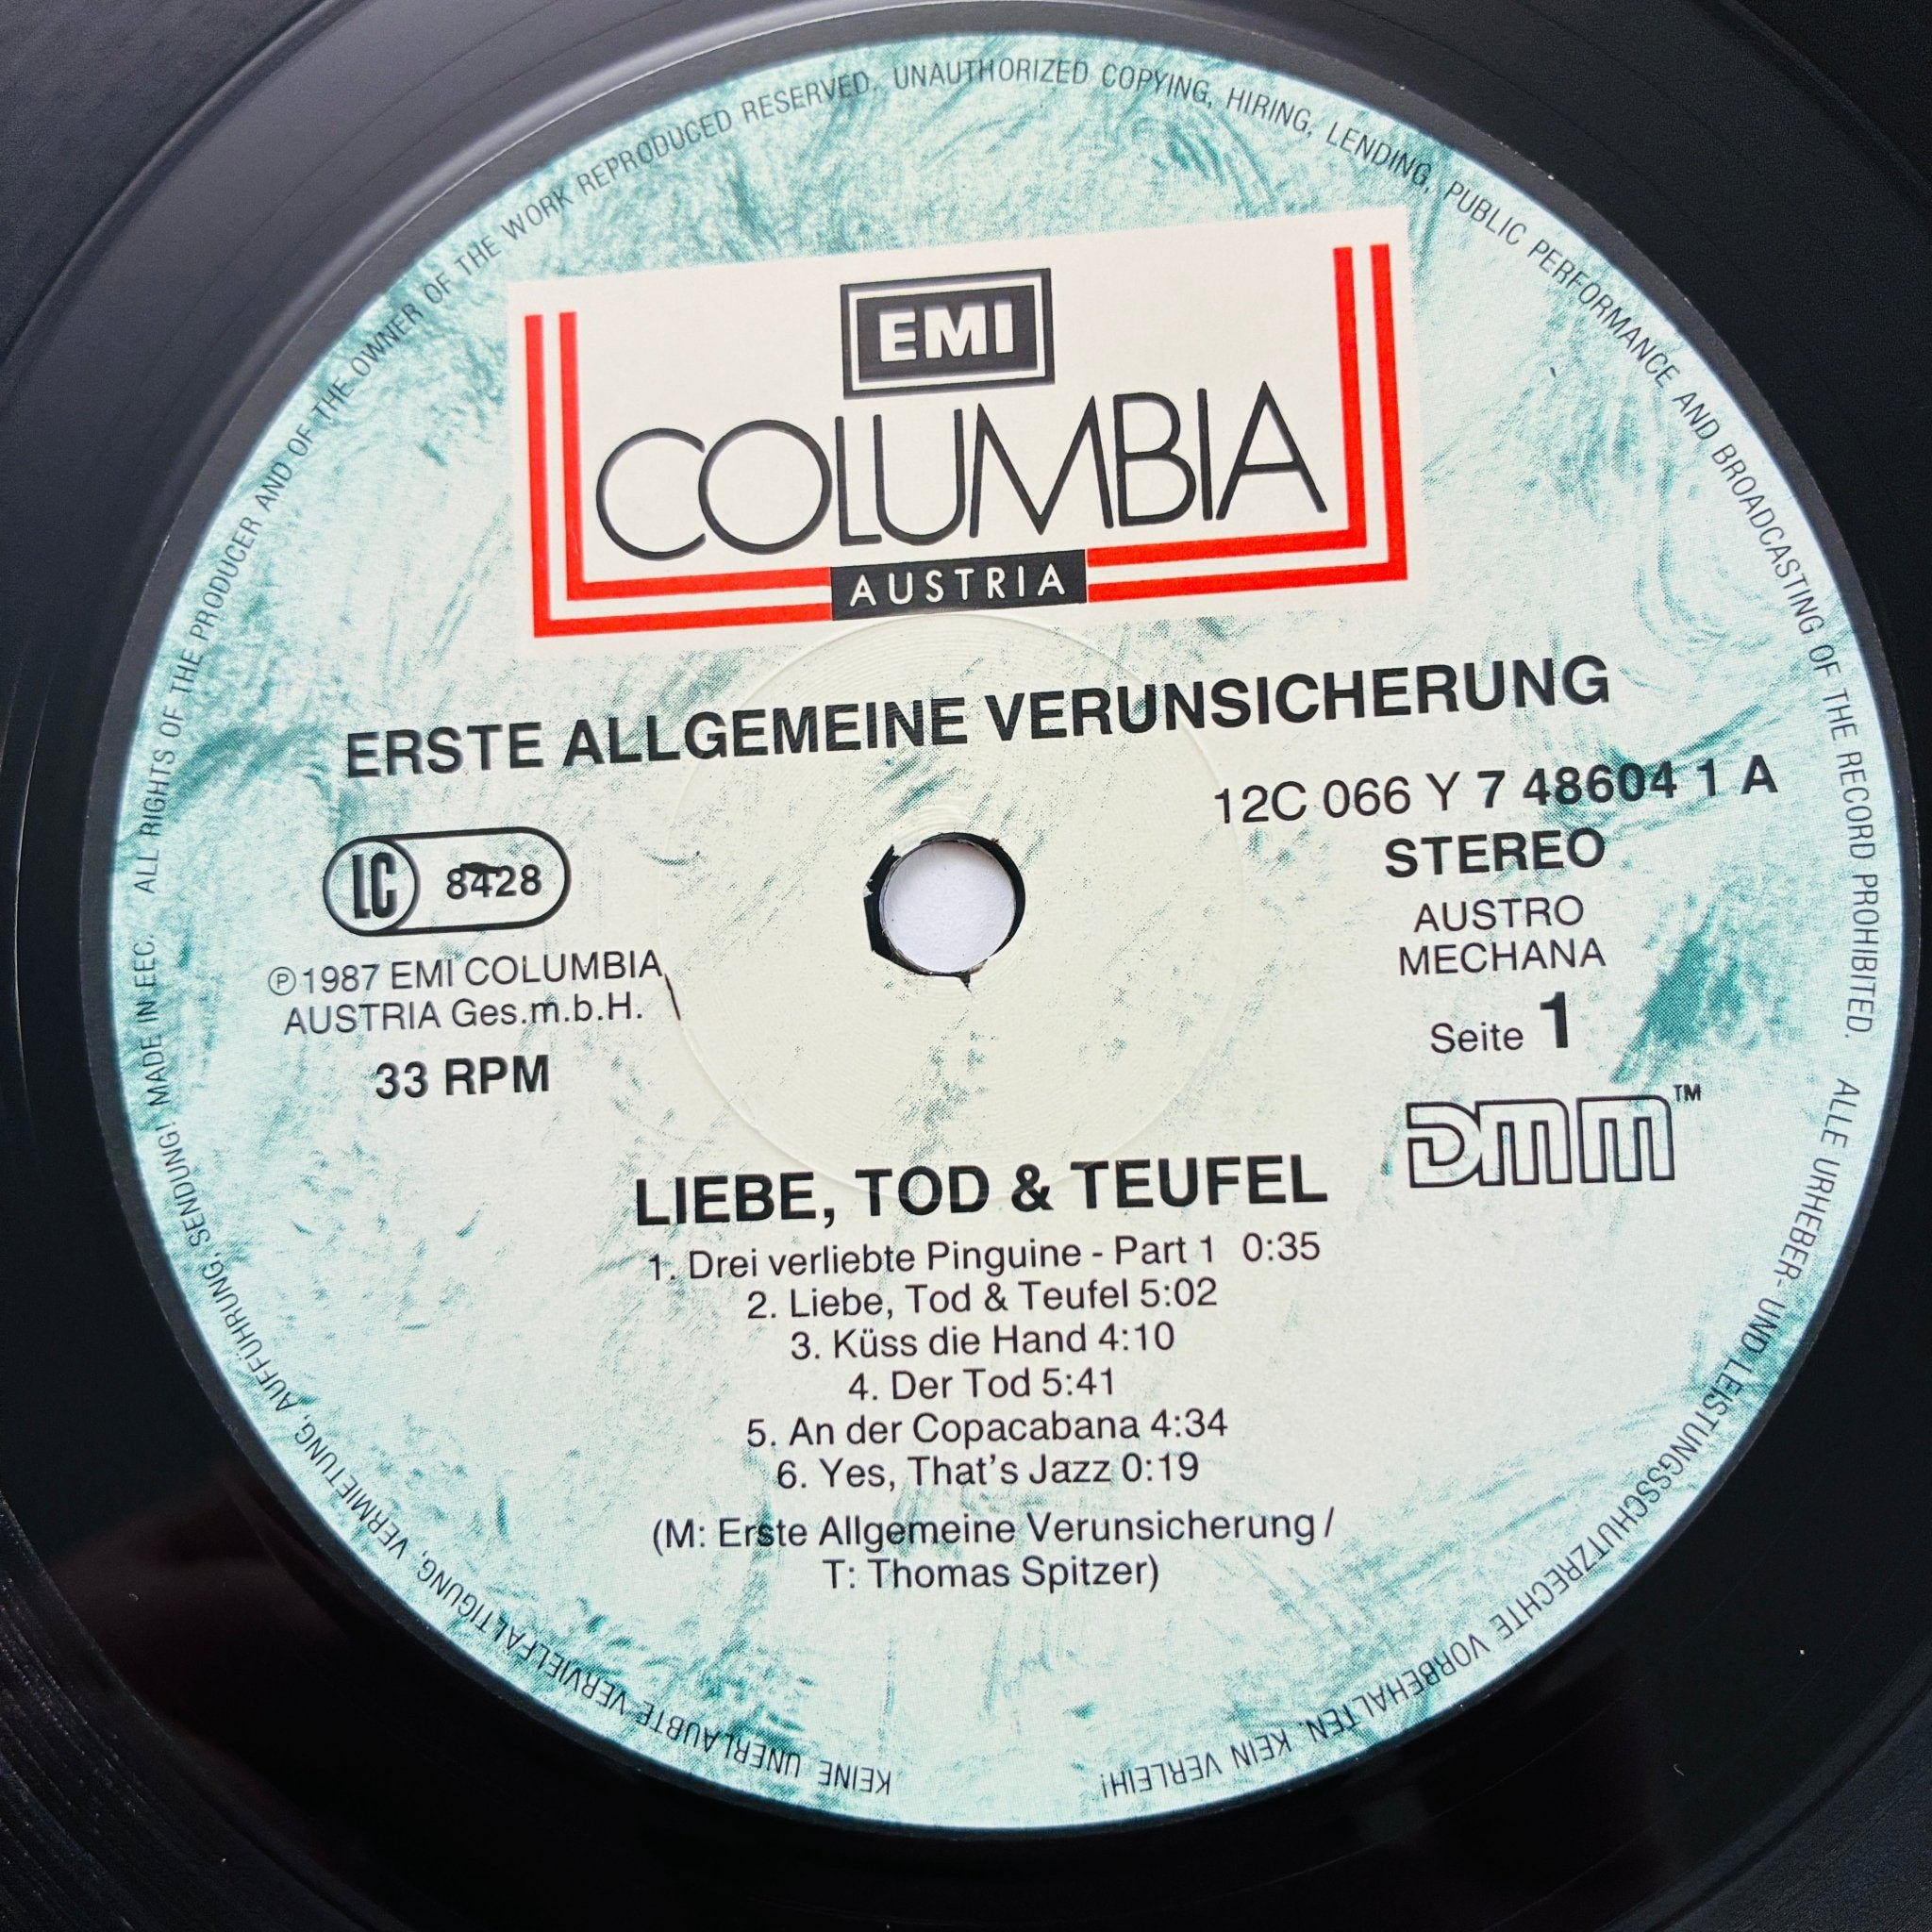 EMI
COLUMBIA
AUSTRIA
ERSTE ALLGEMEINE VERUNSICHERUNG
12C 066 Y 7 48604 1 A
STEREO
AUSTRO
MECHANA
Seite 1
DMM™
LC 8428
℗1987 EMI COLUMBIA
AUSTRIA Ges.m.b.H.
33 RPM
LIEBE, TOD & TEUFEL
1. Drei verliebte Pinguine - Part 1 0:35
2. Liebe, Tod & Teufel 5:02
3. Küss die Hand 4:10
4. Der Tod 5:41
5. An der Copacabana 4:34
6. Yes, That's Jazz 0:19
(M: Erste Allgemeine Verunsicherung /
T: Thomas Spitzer)
ALL RIGHTS OF THE PRODUCER AND OF THE OWNER OF THE WORK REPRODUCED RESERVED. UNAUTHORIZED COPYING, HIRING, LENDING, PUBLIC PERFORMANCE AND BROADCASTING OF THE RECORD PROHIBITED.
ALLE URHEBER- UND LEISTUNGSSCHUTZRECHTE VORBEHALTEN. KEIN VERLEIH!
KEINE UNERLAUBTE VERVIELFÄLTIGUNG, VERMIETUNG, AUFFÜHRUNG, SENDUNG! MADE IN EEC.